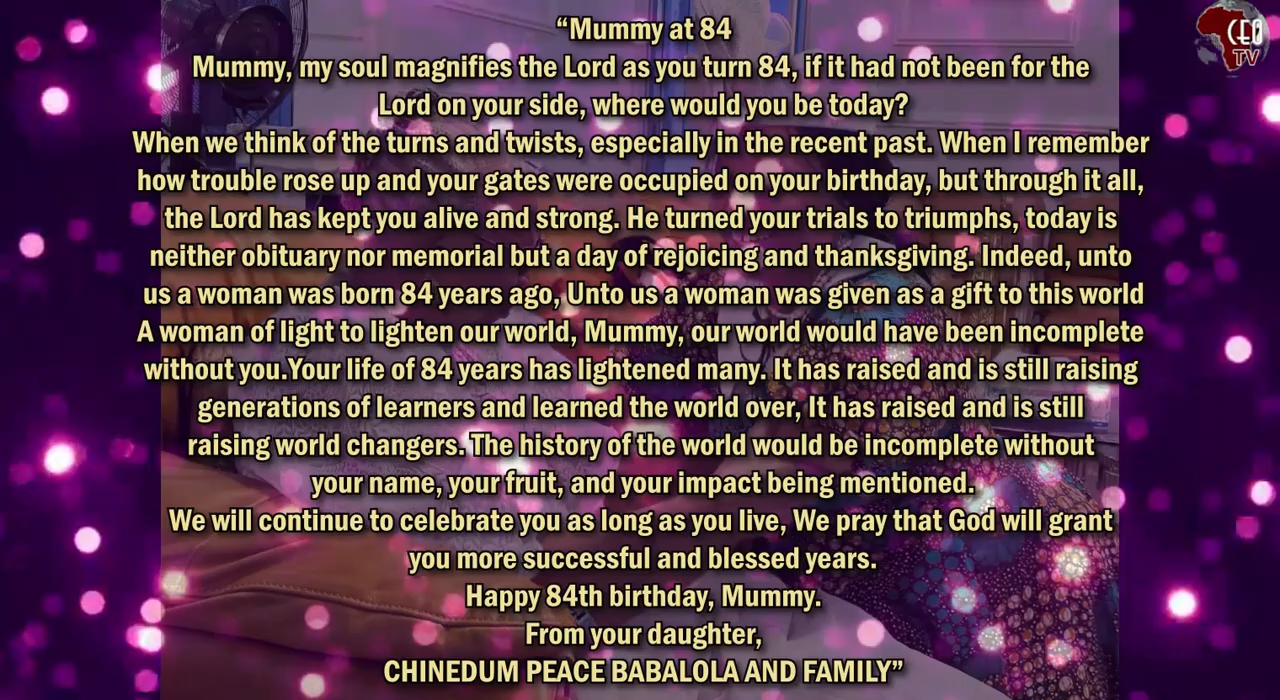 “Mummy at 84
Mummy, my soul magnifies the Lord as you turn 84, if it had not been for the
Lord on your side, where would you be today?
When we think of the turns and twists, especially in the recent past. When I remember
how trouble rose up and your gates were occupied on your birthday, but through it all,
the Lord has kept you alive and strong. He turned your trials to triumphs, today is
neither obituary nor memorial but a day of rejoicing and thanksgiving. Indeed, unto
us a woman was born 84 years ago, Unto us a woman was given as a gift to this world
A woman of light to lighten our world, Mummy, our world would have been incomplete
without you.Your life of 84 years has lightened many. It has raised and is still raising
generations of learners and learned the world over, It has raised and is still
raising world changers. The history of the world would be incomplete without
your name, your fruit, and your impact being mentioned.
We will continue to celebrate you as long as you live, We pray that God will grant
you more successful and blessed years.
Happy 84th birthday, Mummy.
From your daughter,
CHINEDUM PEACE BABALOLA AND FAMILY”
CEO
TV